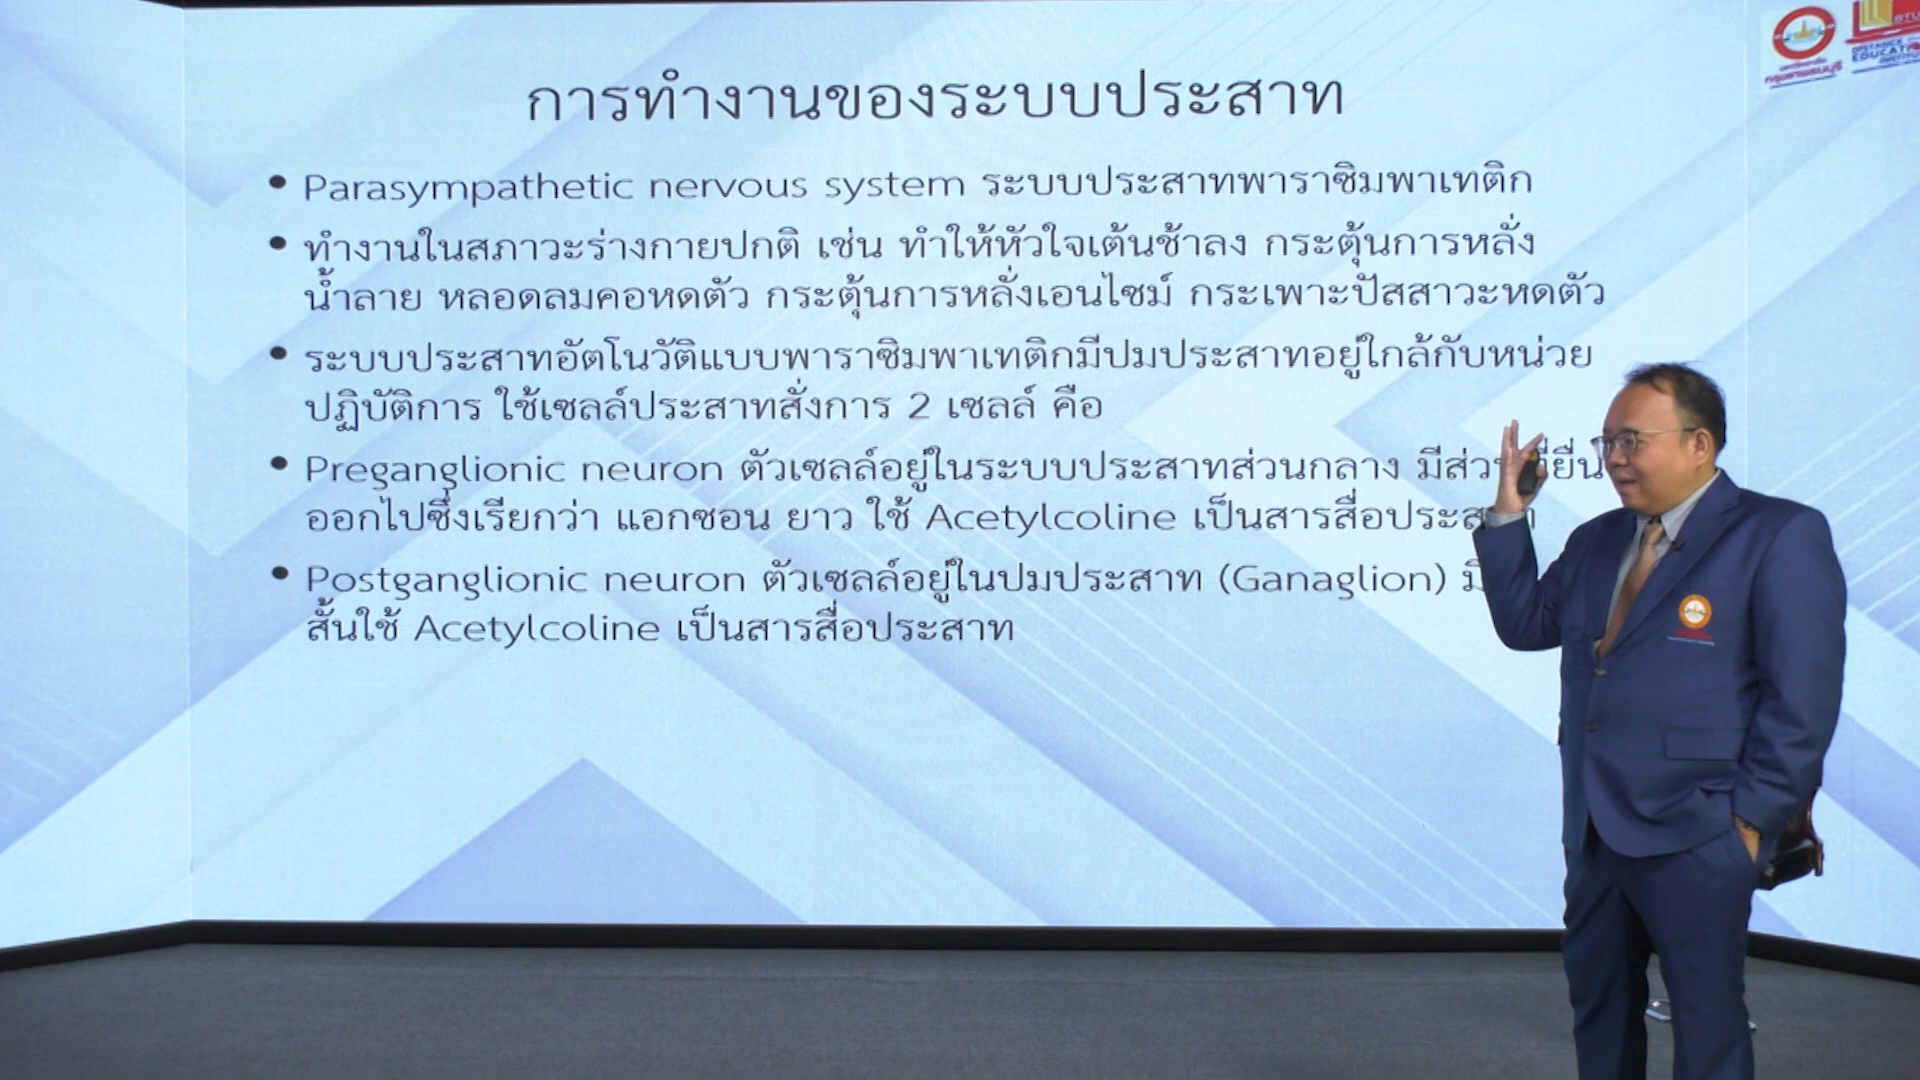 การทำงานของระบบประสาท
• Parasympathetic nervous system ระบบประสาทพาราซิมพาเทติก
• ทำงานในสภาวะร่างกายปกติ เช่น ทำให้หัวใจเต้นช้าลง กระตุ้นการหลั่ง
น้ำลาย หลอดลมคอหดตัว กระตุ้นการหลั่งเอนไซม์ กระเพาะปัสสาวะหดตัว
• ระบบประสาทอัตโนวัติแบบพาราซิมพาเทติกมีปมประสาทอยู่ใกล้กับหน่วย
ปฏิบัติการ ใช้เซลล์ประสาทสั่งการ 2 เซลล์ คือ
• Preganglionic neuron ตัวเซลล์อยู่ในระบบประสาทส่วนกลาง มีส่วนที่ยื่น
ออกไปซึ่งเรียกว่า แอกซอน ยาว ใช้ Acetylcoline เป็นสารสื่อประสาท
• Postganglionic neuron ตัวเซลล์อยู่ในปมประสาท (Ganaglion)
สั้นใช้ Acetylcoline เป็นสารสื่อประสาท
กรุงเทพธนบุรี
BTU